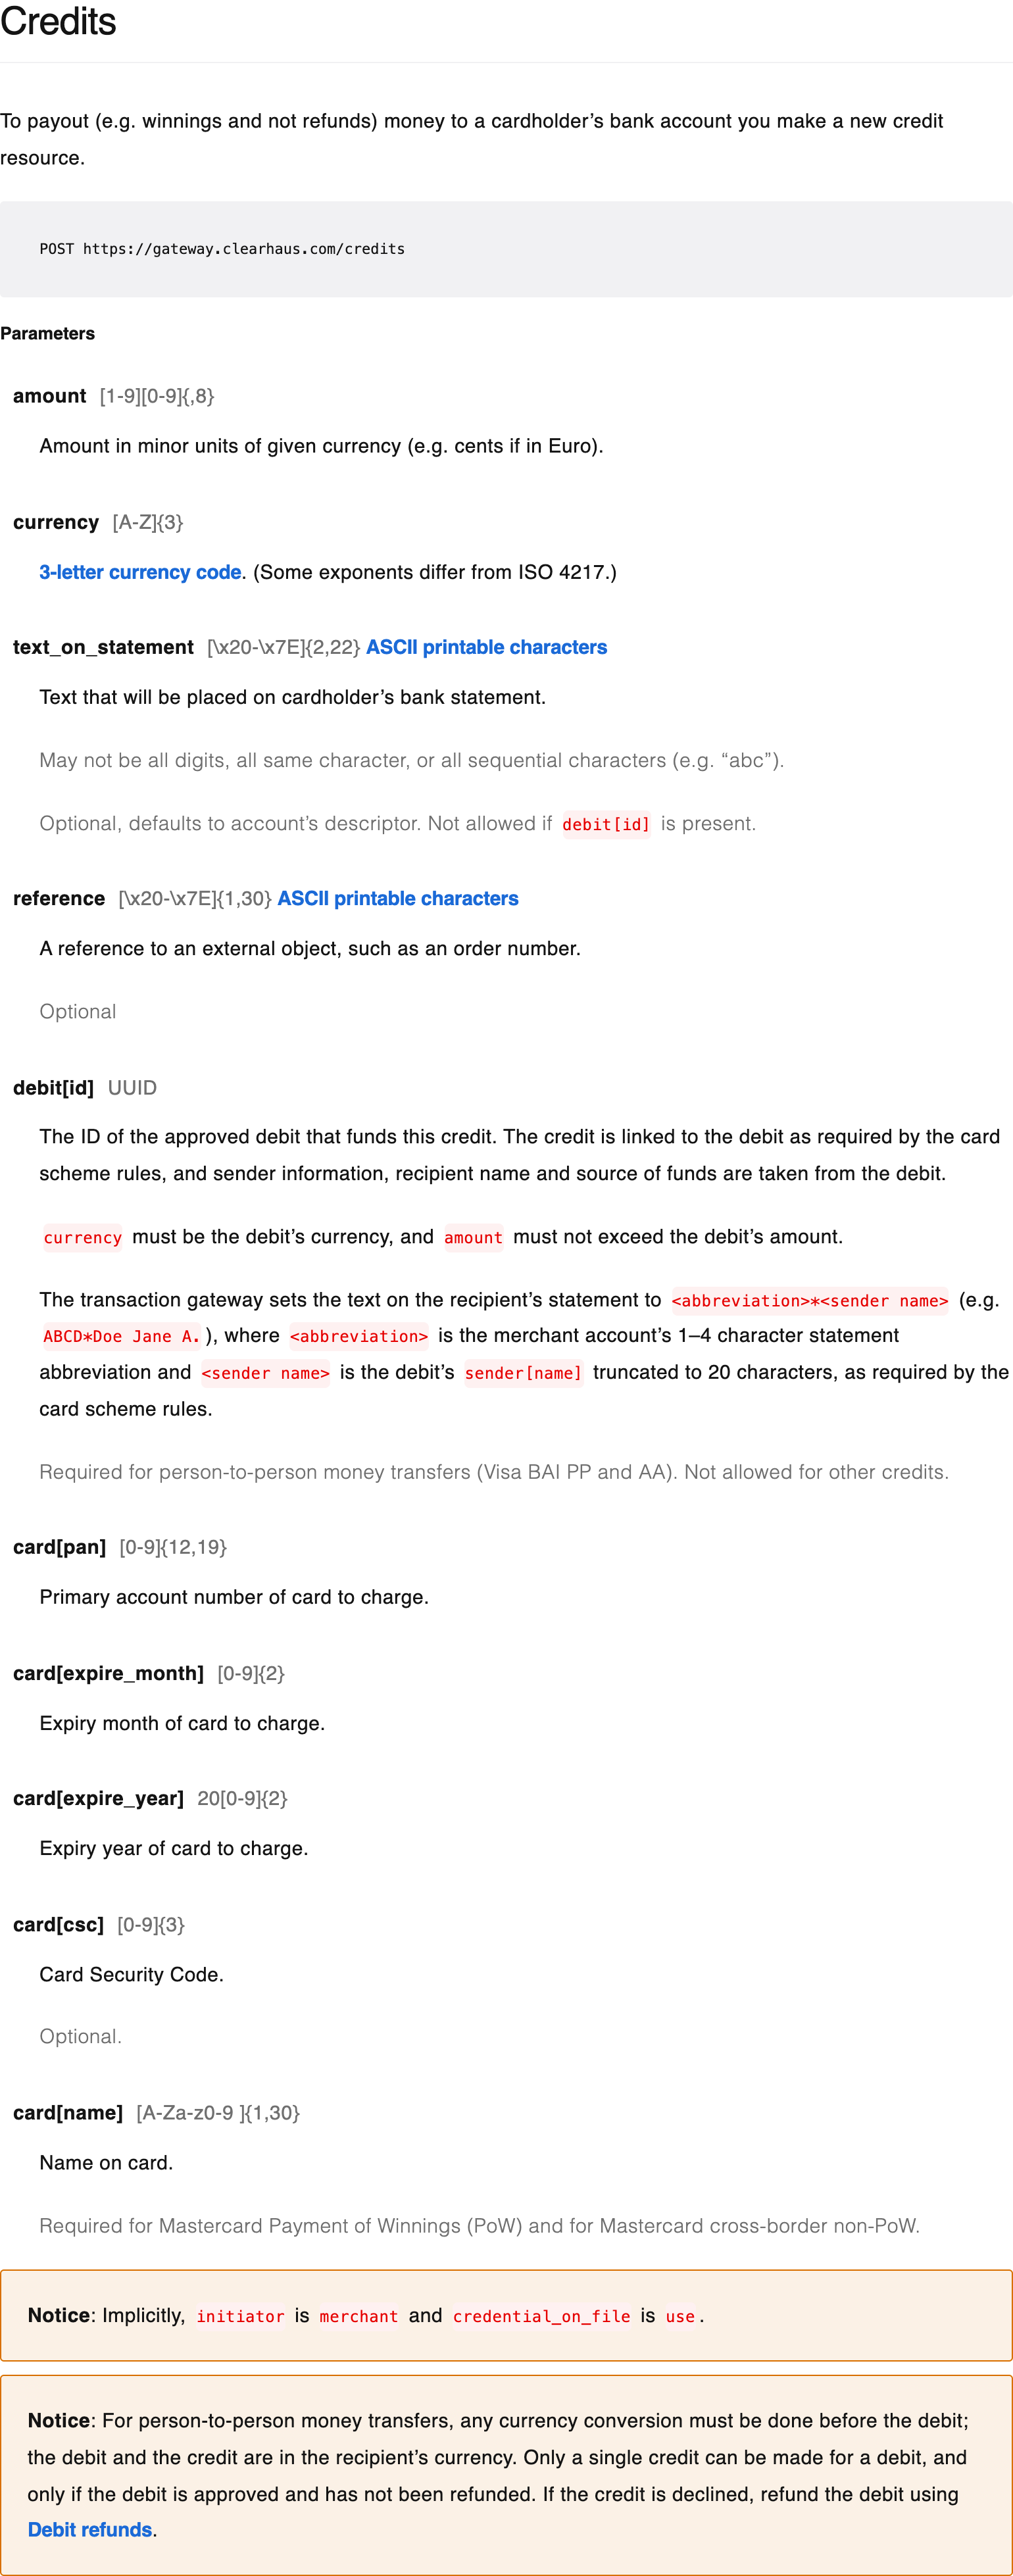 Credits
To payout (e.g. winnings and not refunds) money to a cardholder’s bank account you make a new credit
resource.
POST https://gateway.clearhaus.com/credits
Parameters
amount [1-9][0-9]{,8}
Amount in minor units of given currency (e.g. cents if in Euro).
currency [A-Z]{3}
3-letter currency code. (Some exponents differ from ISO 4217.)
text_on_statement [\x20-\x7E]{2,22} ASCII printable characters
Text that will be placed on cardholder’s bank statement.
May not be all digits, all same character, or all sequential characters (e.g. “abc”).
Optional, defaults to account’s descriptor. Not allowed if debit[id] is present.
reference [\x20-\x7E]{1,30} ASCII printable characters
A reference to an external object, such as an order number.
Optional
debit[id] UUID
The ID of the approved debit that funds this credit. The credit is linked to the debit as required by the card
scheme rules, and sender information, recipient name and source of funds are taken from the debit.
currency must be the debit’s currency, and amount must not exceed the debit’s amount.
The transaction gateway sets the text on the recipient’s statement to <abbreviation>*<sender name> (e.g.
ABCD*Doe Jane A.), where <abbreviation> is the merchant account’s 1–4 character statement
abbreviation and <sender name> is the debit’s sender[name] truncated to 20 characters, as required by the
card scheme rules.
Required for person-to-person money transfers (Visa BAI PP and AA). Not allowed for other credits.
card[pan] [0-9]{12,19}
Primary account number of card to charge.
card[expire_month] [0-9]{2}
Expiry month of card to charge.
card[expire_year] 20[0-9]{2}
Expiry year of card to charge.
card[csc] [0-9]{3}
Card Security Code.
Optional.
card[name] [A-Za-z0-9 ]{1,30}
Name on card.
Required for Mastercard Payment of Winnings (PoW) and for Mastercard cross-border non-PoW.
Notice: Implicitly, initiator is merchant and credential_on_file is use.
Notice: For person-to-person money transfers, any currency conversion must be done before the debit;
the debit and the credit are in the recipient’s currency. Only a single credit can be made for a debit, and
only if the debit is approved and has not been refunded. If the credit is declined, refund the debit using
Debit refunds.